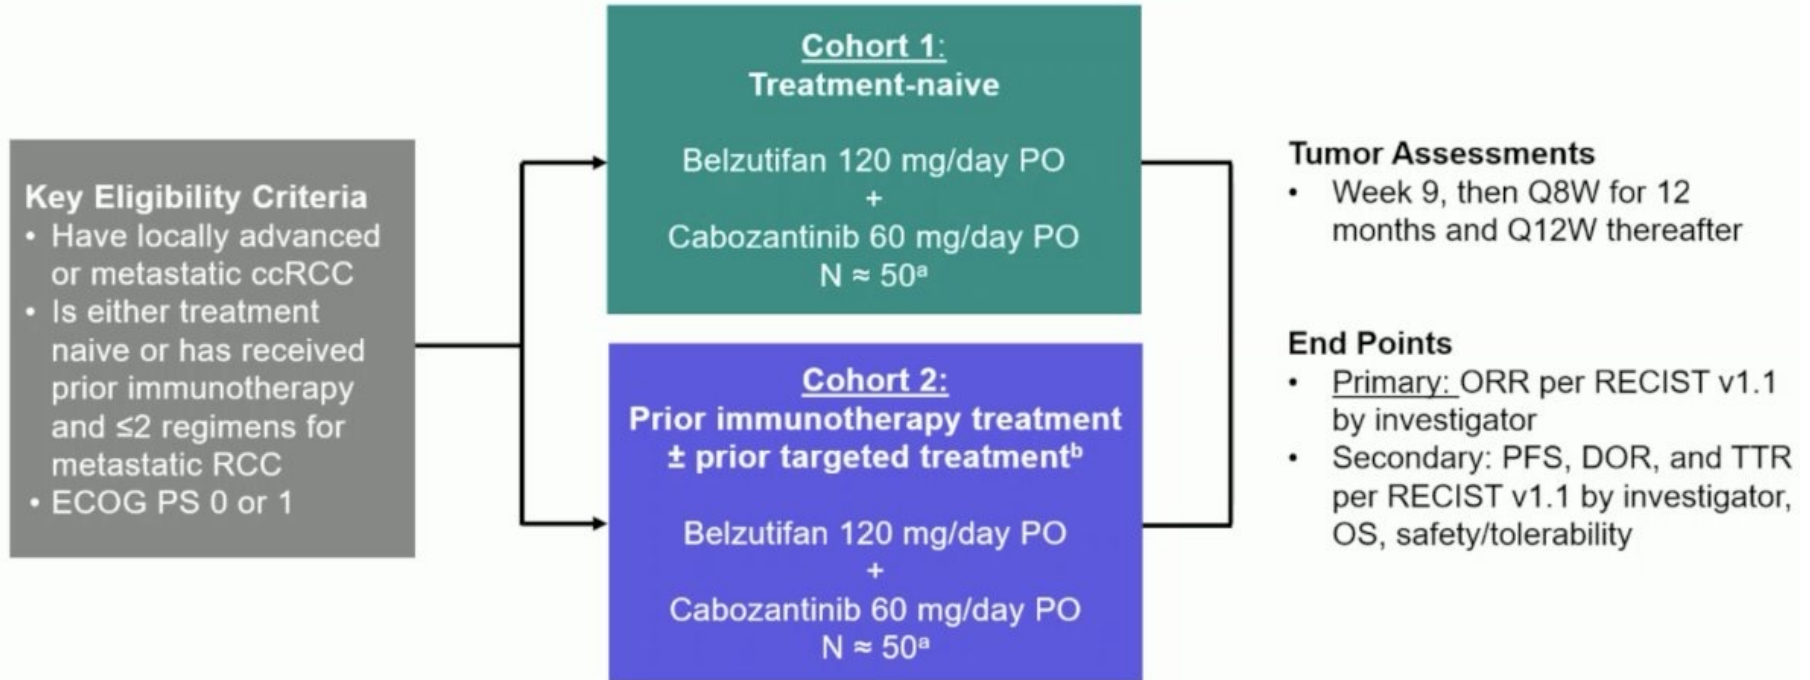 Key Eligibility Criteria
• Have locally advanced
or metastatic ccRCC
• Is either treatment
naive or has received
prior immunotherapy
and ≤2 regimens for
metastatic RCC
• ECOG PS 0 or 1
Cohort 1:
Treatment-naive
Belzutifan 120 mg/day PO
+
Cabozantinib 60 mg/day PO
N ≈ 50ᵃ
Cohort 2:
Prior immunotherapy treatment
± prior targeted treatmentᵇ
Belzutifan 120 mg/day PO
+
Cabozantinib 60 mg/day PO
N ≈ 50ᵃ
Tumor Assessments
• Week 9, then Q8W for 12
months and Q12W thereafter
End Points
• Primary: ORR per RECIST v1.1
by investigator
• Secondary: PFS, DOR, and TTR
per RECIST v1.1 by investigator,
OS, safety/tolerability